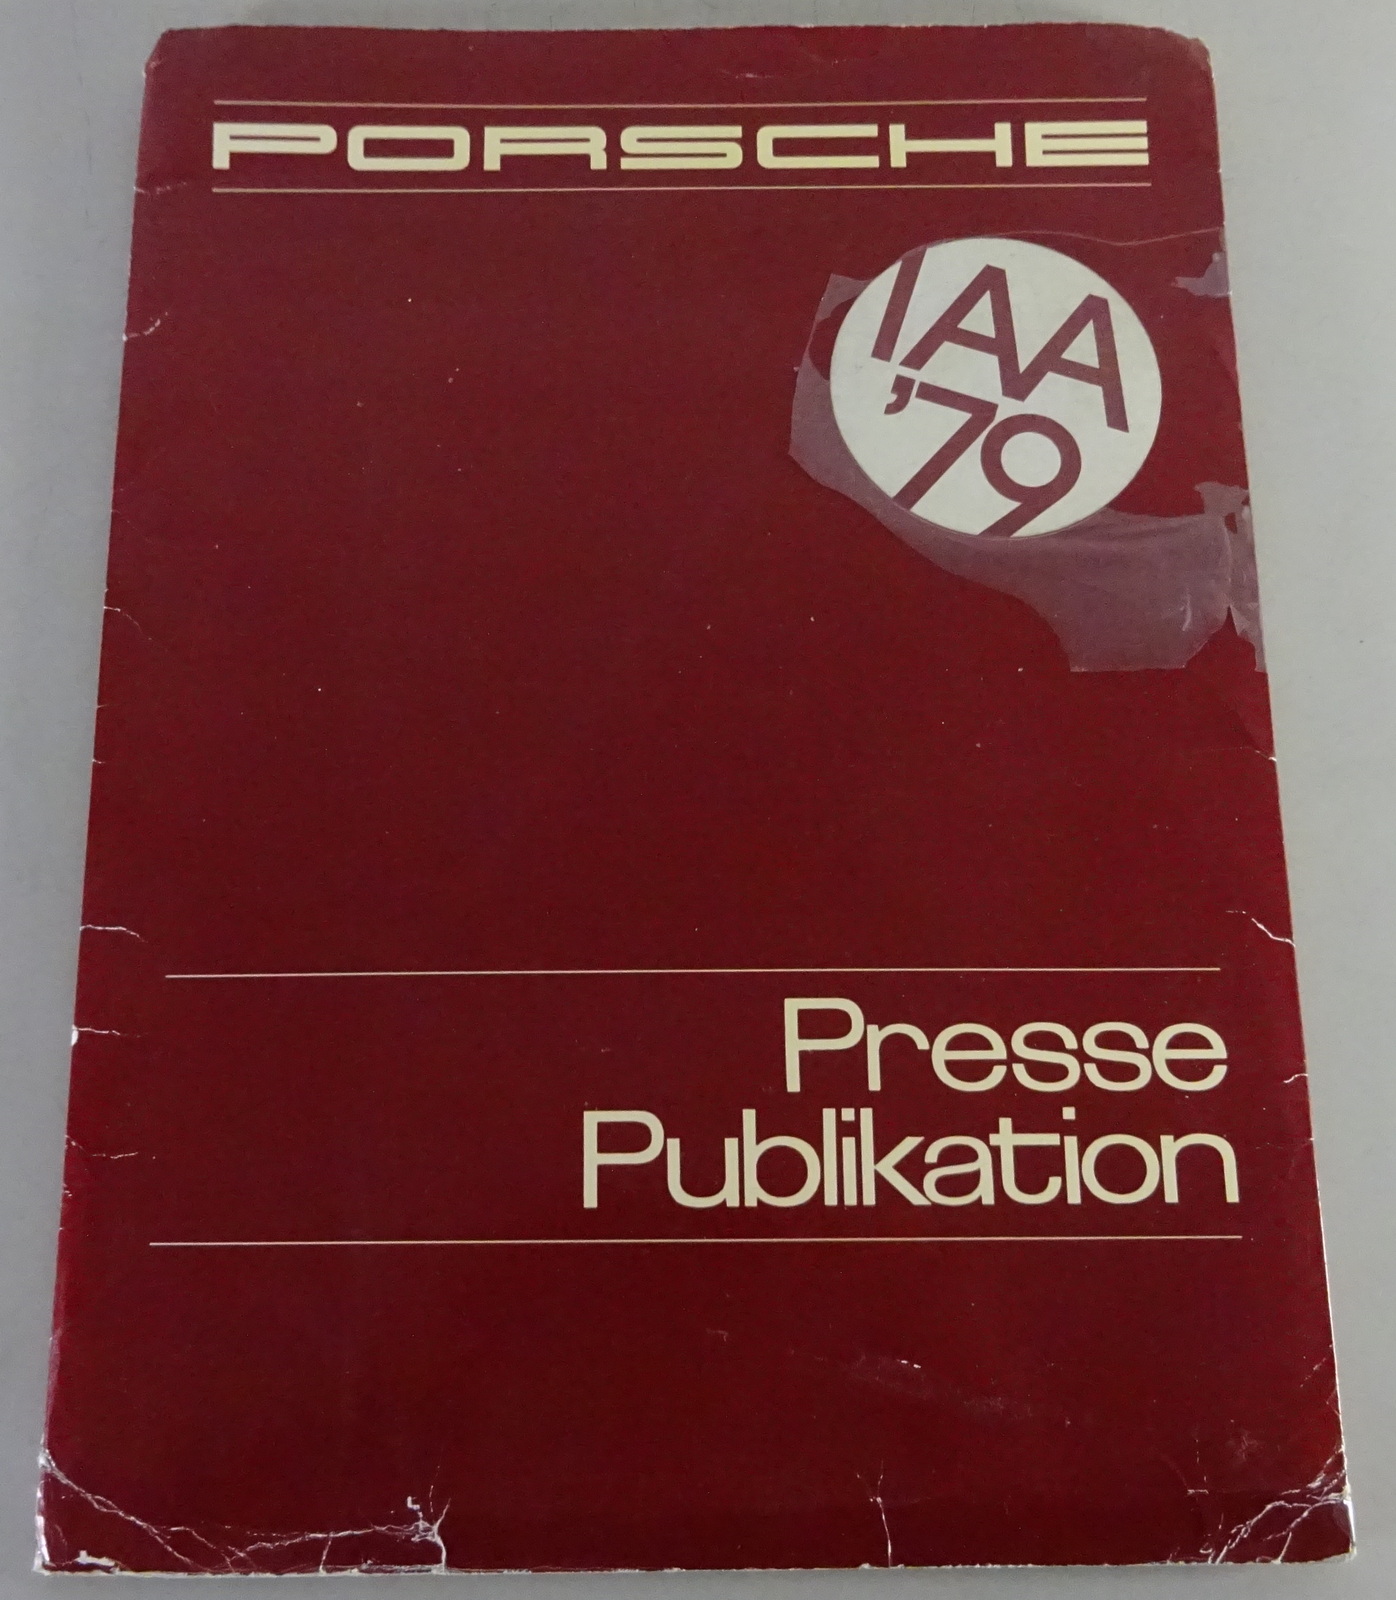 PORSCHE
IAA
'79
Presse
Publikation